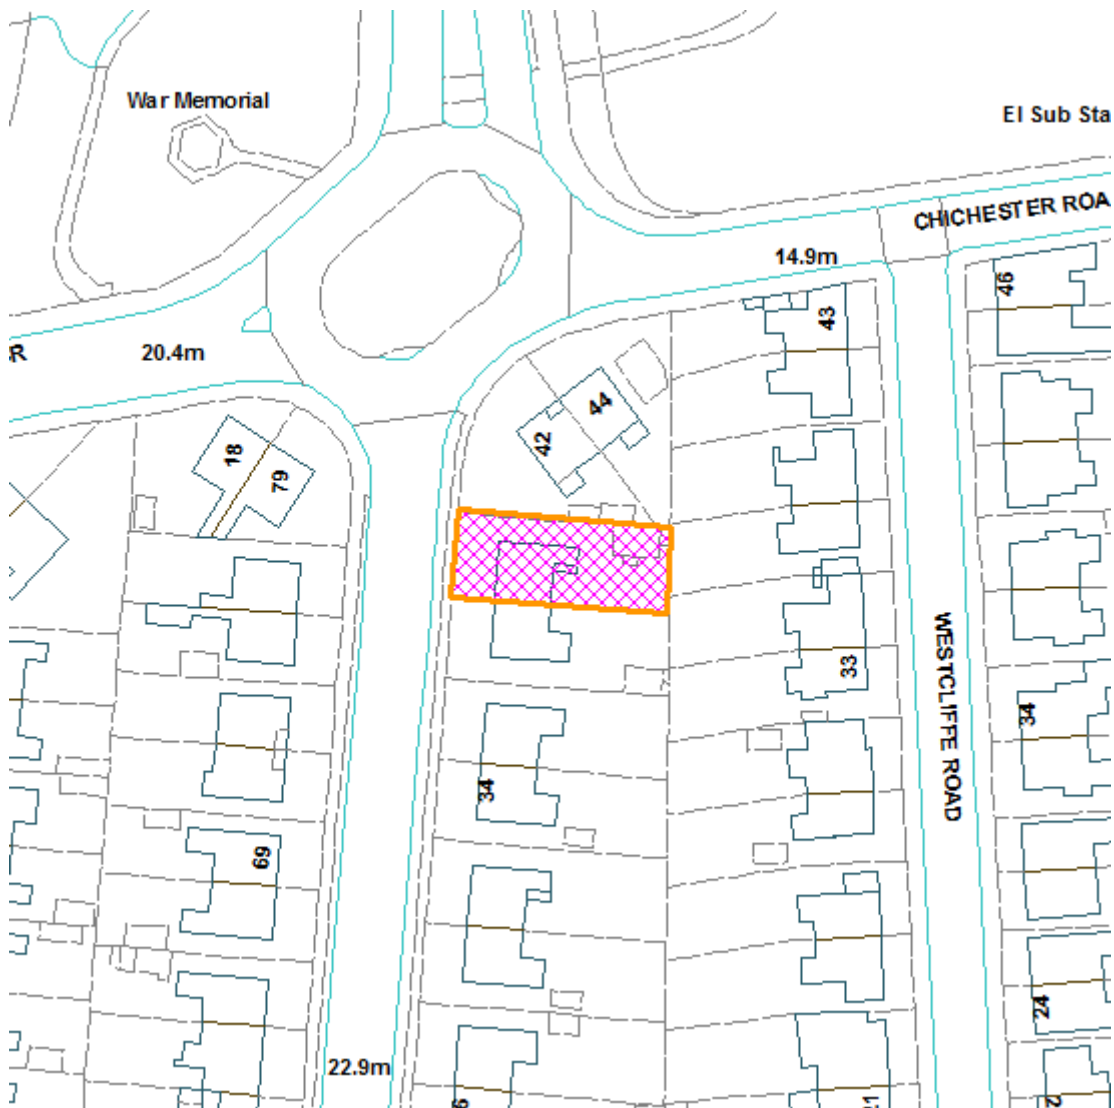 War Memorial
El Sub Sta
CHICHESTER ROA
14.9m
46
43
R
20.4m
44
42
18
79
33
WESTCLIFFE ROAD
34
34
69
24
22.9m